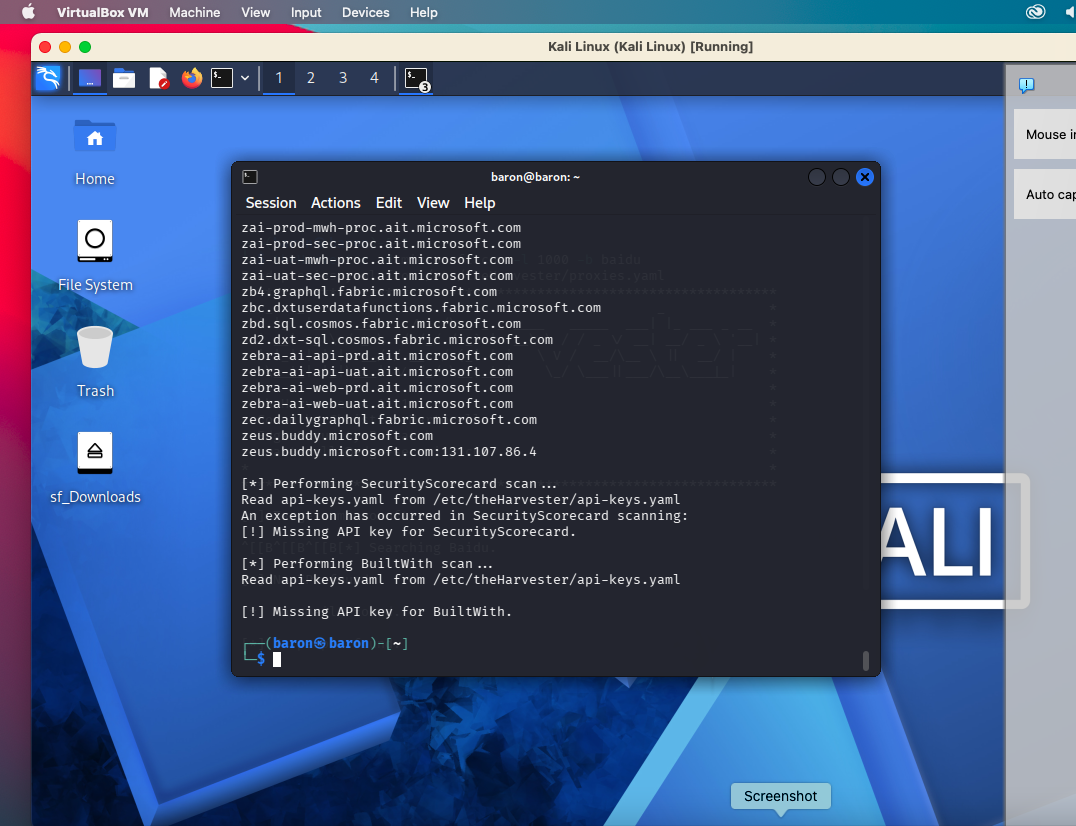 VirtualBox VM Machine View Input Devices Help
Kali Linux (Kali Linux) [Running]
1 2 3 4 3
Mouse in
Auto cap
Home
File System
Trash
sf_Downloads
baron@baron: ~
Session Actions Edit View Help
zai-prod-mwh-proc.ait.microsoft.com
zai-prod-sec-proc.ait.microsoft.com
zai-uat-mwh-proc.ait.microsoft.com
zai-uat-sec-proc.ait.microsoft.com
zb4.graphql.fabric.microsoft.com
zbc.dxtuserdatafunctions.fabric.microsoft.com
zbd.sql.cosmos.fabric.microsoft.com
zd2.dxt-sql.cosmos.fabric.microsoft.com
zebra-ai-api-prd.ait.microsoft.com
zebra-ai-api-uat.ait.microsoft.com
zebra-ai-web-prd.ait.microsoft.com
zebra-ai-web-uat.ait.microsoft.com
zec.dailygraphql.fabric.microsoft.com
zeus.buddy.microsoft.com
zeus.buddy.microsoft.com:131.107.86.4
[*] Performing SecurityScorecard scan...
Read api-keys.yaml from /etc/theHarvester/api-keys.yaml
An exception has occurred in SecurityScorecard scanning:
[!] Missing API key for SecurityScorecard.
[*] Performing BuiltWith scan...
Read api-keys.yaml from /etc/theHarvester/api-keys.yaml
[!] Missing API key for BuiltWith.
┌──(baron㉿baron)-[~]
└─$
ALI
Screenshot